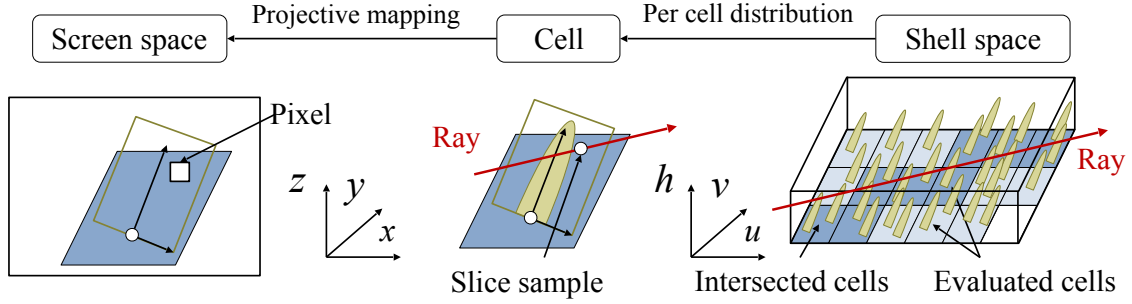 Projective mapping
Per cell distribution
Screen space
Cell
Shell space
Pixel
Ray
z
y
x
h
v
u
Ray
Slice sample
Intersected cells
Evaluated cells